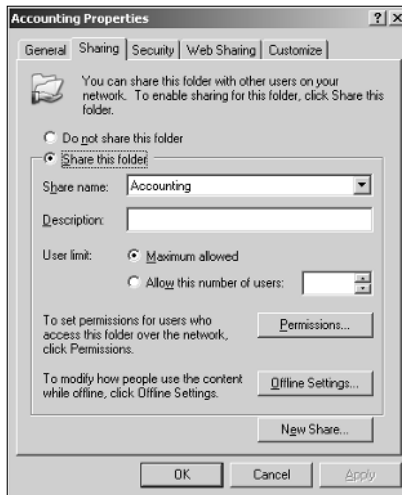 Accounting Properties
General Sharing Security Web Sharing Customize
You can share this folder with other users on your
network. To enable sharing for this folder, click Share this
folder.
Do not share this folder
Share this folder
Share name: Accounting
Description:
User limit: Maximum allowed
Allow this number of users:
To set permissions for users who
access this folder over the network,
click Permissions.
Permissions...
To modify how people use the content
while offline, click Offline Settings.
Offline Settings...
New Share...
OK Cancel Apply